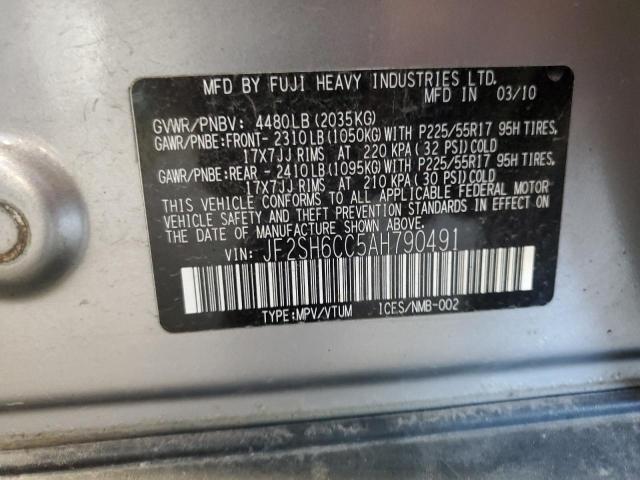 MFD BY FUJI HEAVY INDUSTRIES LTD.
MFD IN 03/10
GVWR/PNBV: 4480LB (2035KG)
GAWR/PNBE:FRONT- 2310LB(1050KG)WITH P225/55R17 95H TIRES,
17X7JJ RIMS AT 220 KPA( 32 PSI)COLD
GAWR/PNBE:REAR - 2410LB(1095KG)WITH P225/55R17 95H TIRES,
17X7JJ RIMS AT 210 KPA( 30 PSI)COLD
THIS VEHICLE CONFORMS TO ALL APPLICABLE FEDERAL MOTOR
VEHICLE SAFETY AND THEFT PREVENTION STANDARDS IN EFFECT
ON THE DATE OF MANUFACTURE SHOWN ABOVE.
VIN: JF2SH6CC5AH790491
TYPE:MPV/VTUM ICES/NMB-002